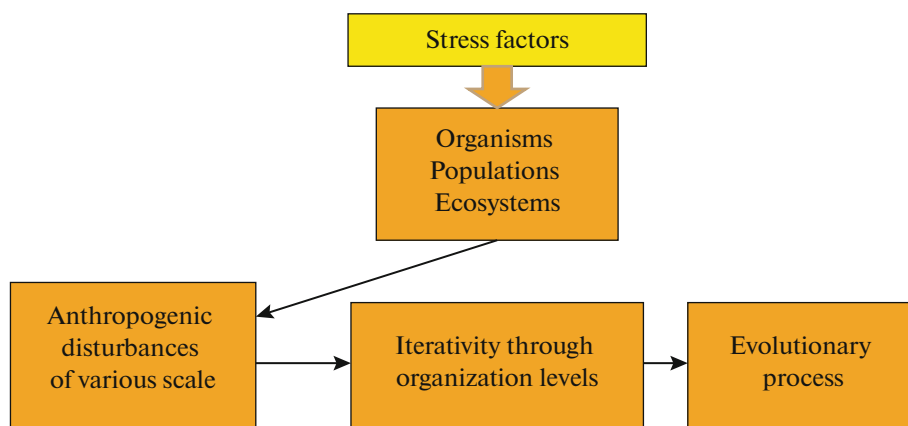 Stress factors
Organisms
Populations
Ecosystems
Anthropogenic
disturbances
of various scale
Iterativity through
organization levels
Evolutionary
process